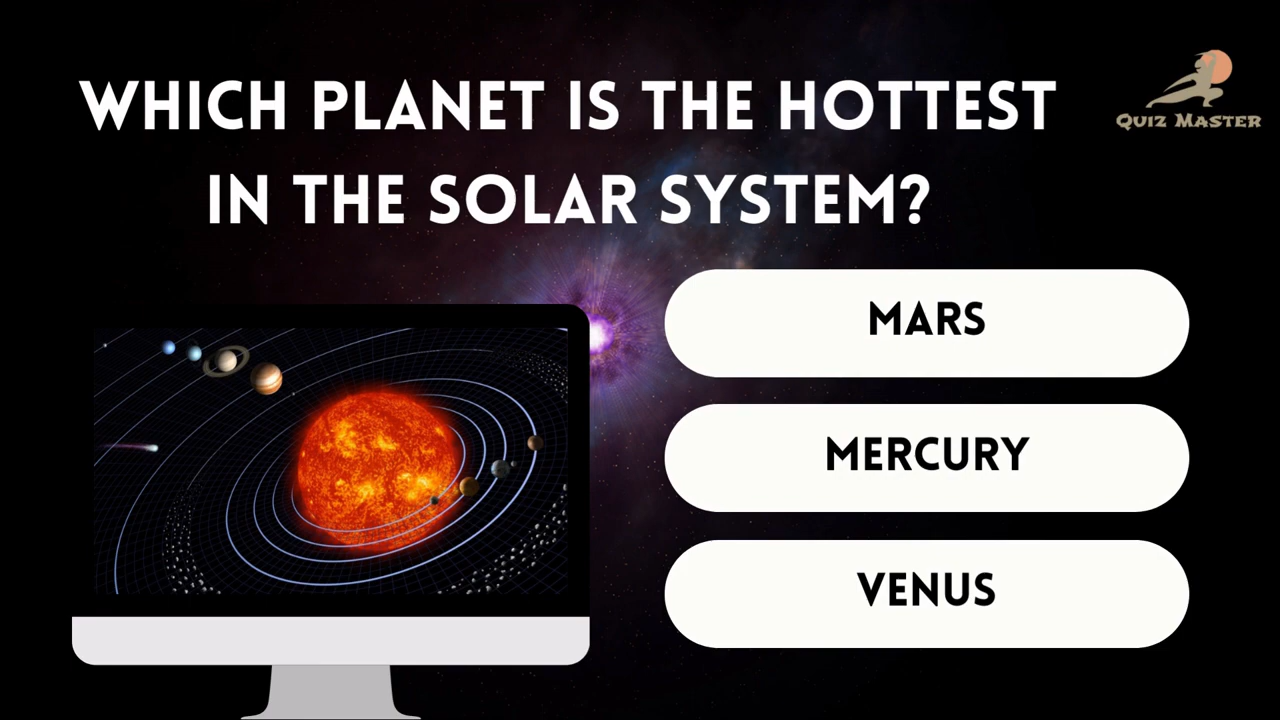 WHICH PLANET IS THE HOTTEST
IN THE SOLAR SYSTEM?
QUIZ MASTER
MARS
MERCURY
VENUS